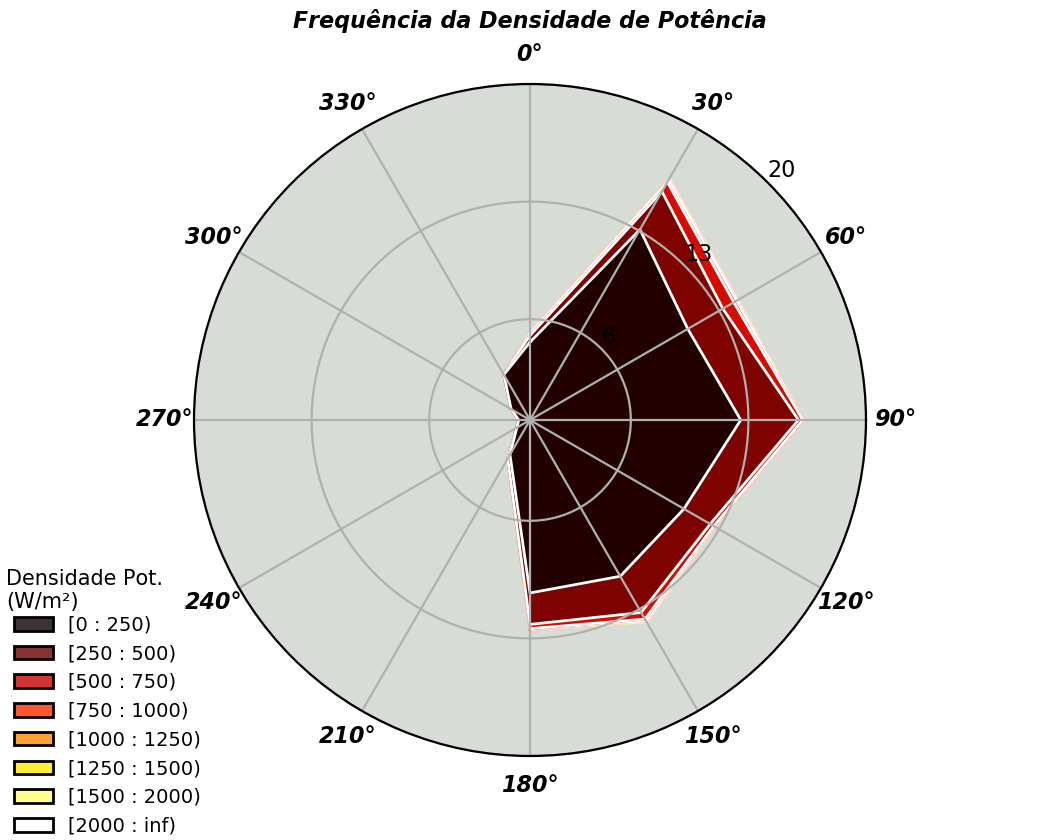 Frequência da Densidade de Potência
0°
330°
30°
20
300°
60°
13
6
270°
90°
240°
120°
210°
150°
180°
Densidade Pot.
(W/m²)
[0 : 250)
[250 : 500)
[500 : 750)
[750 : 1000)
[1000 : 1250)
[1250 : 1500)
[1500 : 2000)
[2000 : inf)